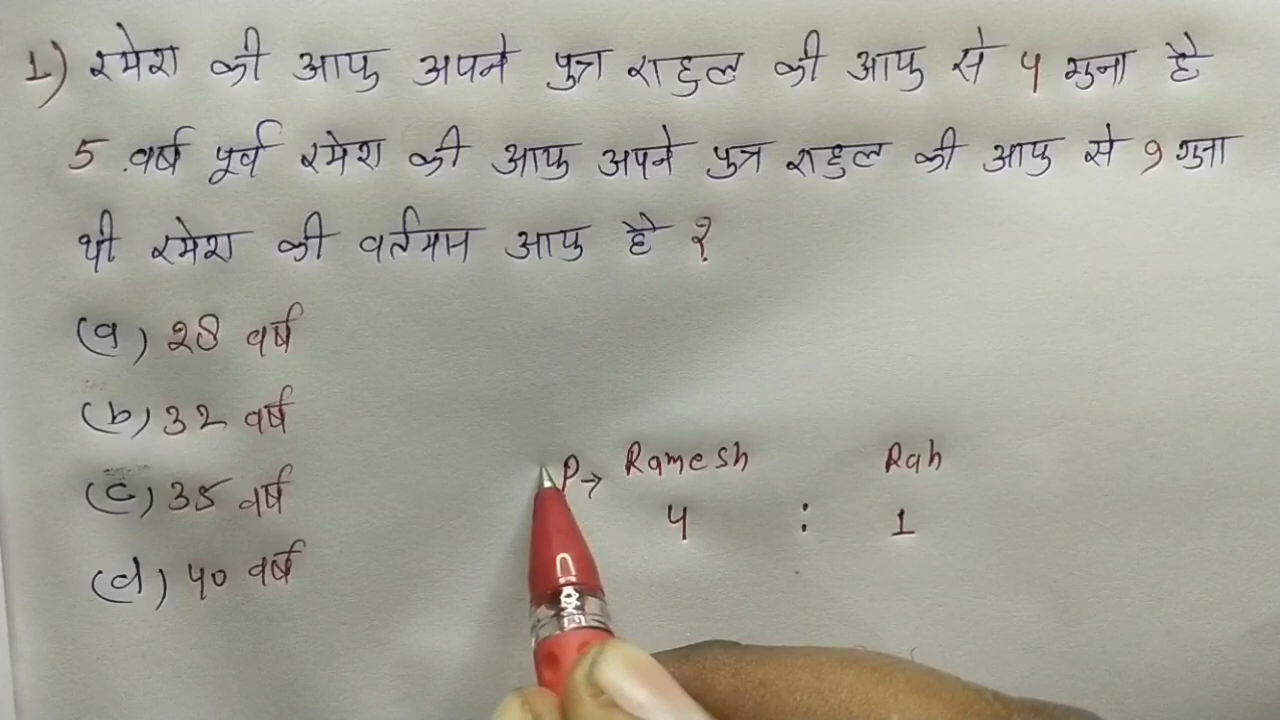 1) रमेश की आयु अपने पुत्र राहुल की आयु से 4 गुना है
5 वर्ष पूर्व रमेश की आयु अपने पुत्र राहुल की आयु से 9 गुना
थी रमेश की वर्तमान आयु है ?
(a) 28 वर्ष
(b) 32 वर्ष
(c) 35 वर्ष
(d) 40 वर्ष
P→ Ramesh Rah
4 : 1